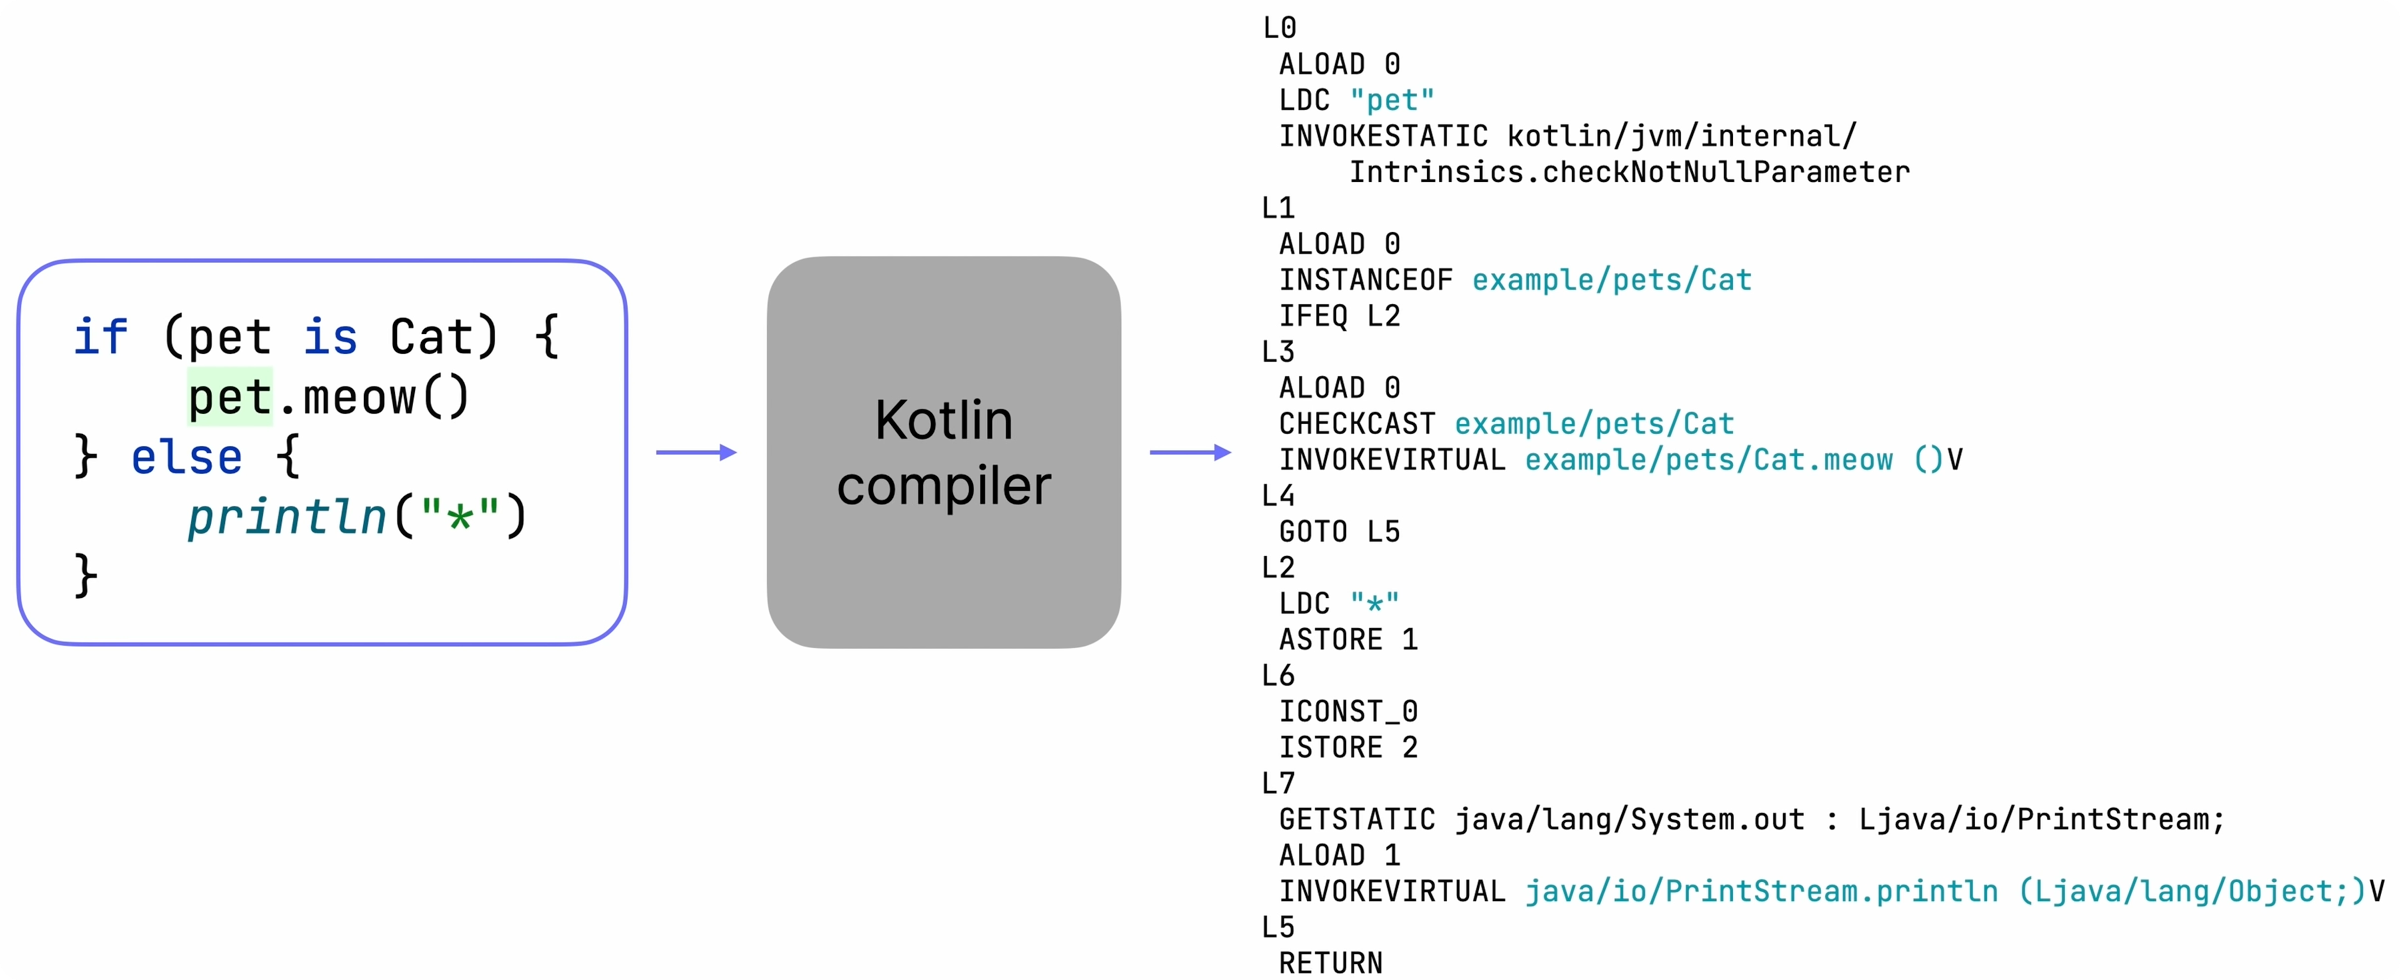 if (pet is Cat) {
    pet.meow()
} else {
    println("*")
}
Kotlin
compiler
L0
 ALOAD 0
 LDC "pet"
 INVOKESTATIC kotlin/jvm/internal/
     Intrinsics.checkNotNullParameter
L1
 ALOAD 0
 INSTANCEOF example/pets/Cat
 IFEQ L2
L3
 ALOAD 0
 CHECKCAST example/pets/Cat
 INVOKEVIRTUAL example/pets/Cat.meow ()V
L4
 GOTO L5
L2
 LDC "*"
 ASTORE 1
L6
 ICONST_0
 ISTORE 2
L7
 GETSTATIC java/lang/System.out : Ljava/io/PrintStream;
 ALOAD 1
 INVOKEVIRTUAL java/io/PrintStream.println (Ljava/lang/Object;)V
L5
 RETURN